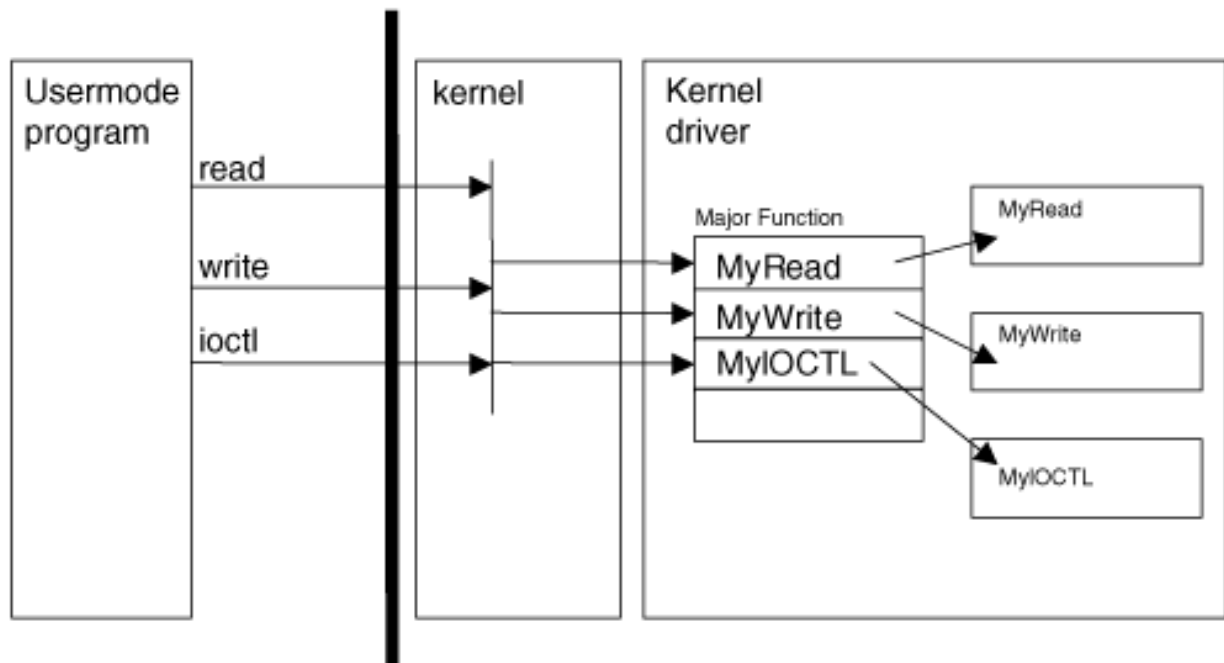 Usermode
program
kernel
Kernel
driver
read
write
ioctl
Major Function
MyRead
MyWrite
MyIOCTL
MyRead
MyWrite
MyIOCTL